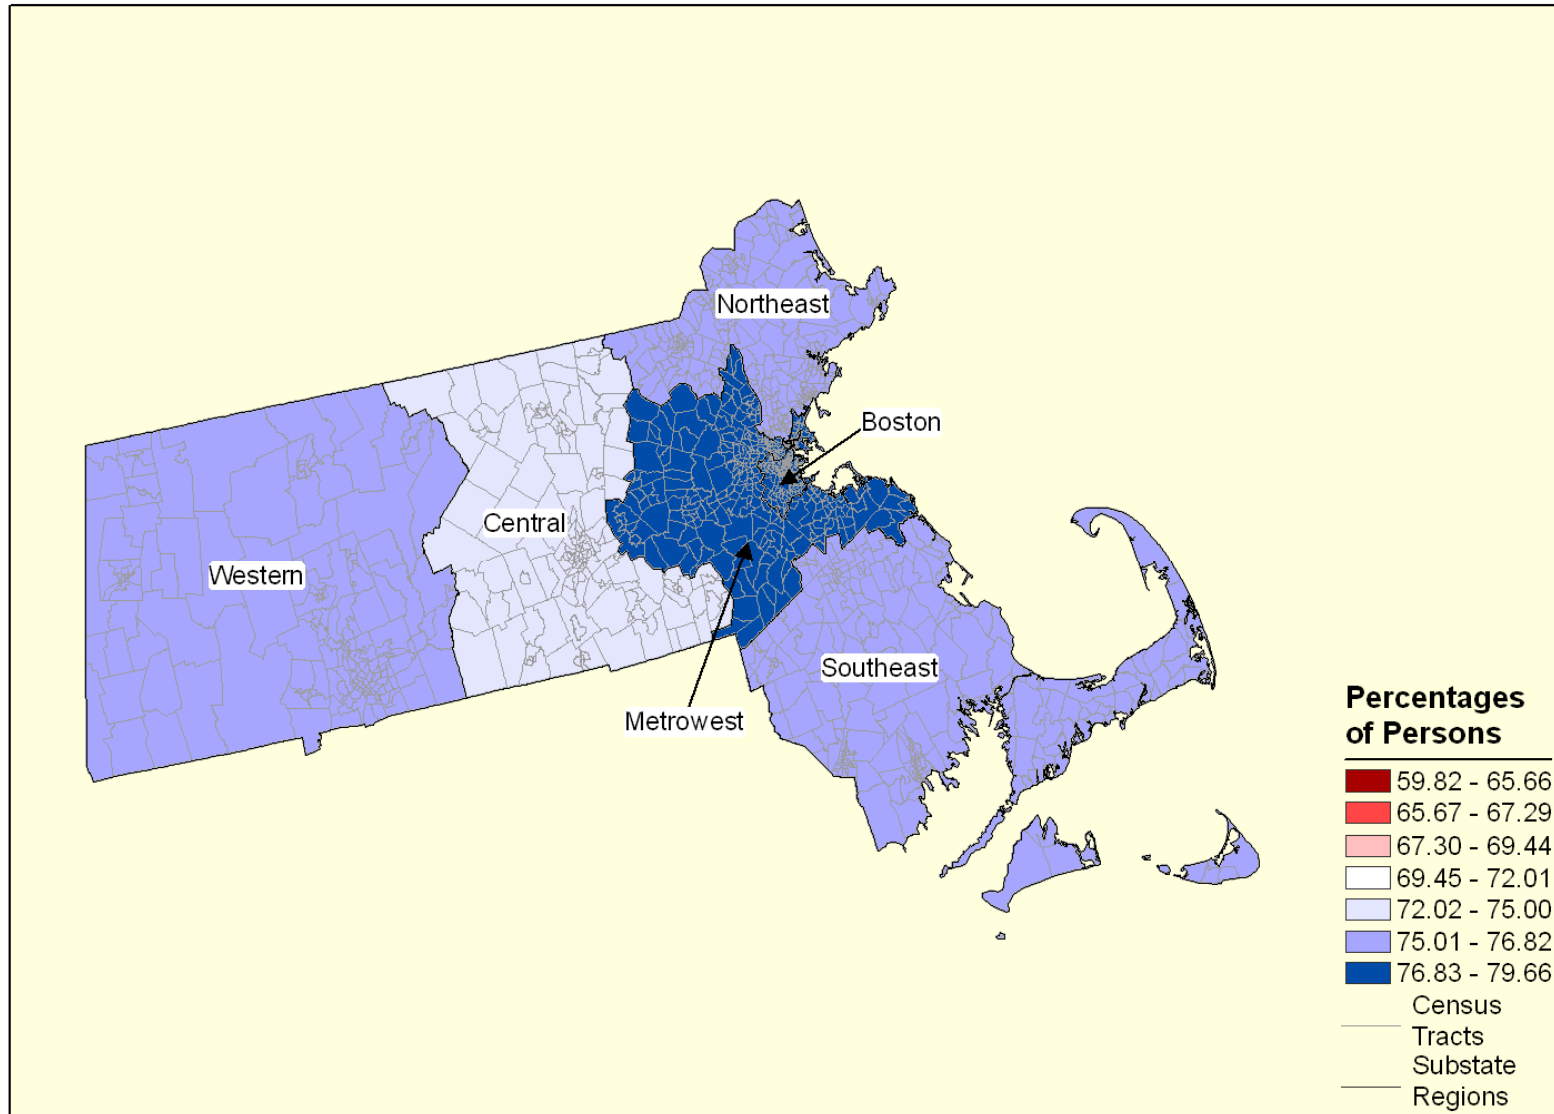 Northeast
Boston
Central
Western
Southeast
Metrowest
Percentages
of Persons
59.82 - 65.66
65.67 - 67.29
67.30 - 69.44
69.45 - 72.01
72.02 - 75.00
75.01 - 76.82
76.83 - 79.66
Census
Tracts
Substate
Regions